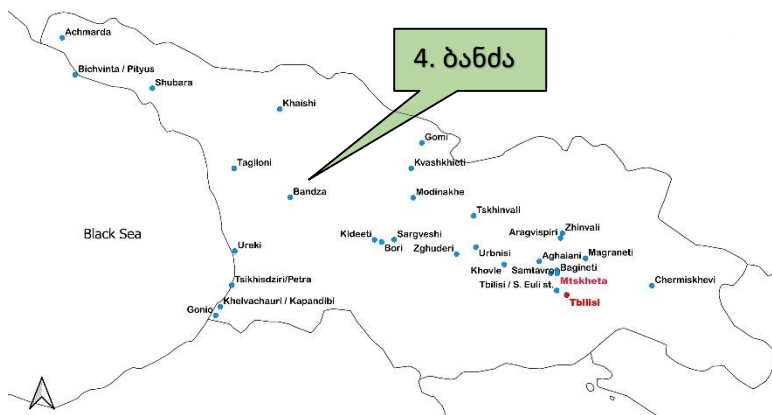 4. ბანძა
Achmarda
Bichvinta / Pityus
Shubara
Khaishi
Gomi
Tagiloni
Kvashkhieti
Bandza
Modinakhe
Tskhinvali
Zhinvali
Aragvispiri
Black Sea
Kldeeti
Sargveshi
Bori
Ureki
Zghuderi
Urbnisi
Aghaiani
Magraneti
Khovle
Samtavro
Bagineti
Mtskheta
Tsikhisdziri/Petra
Tbilisi / S. Euli st.
Chermiskhevi
Tbilisi
Khelvachauri / Kapandibi
Gonio